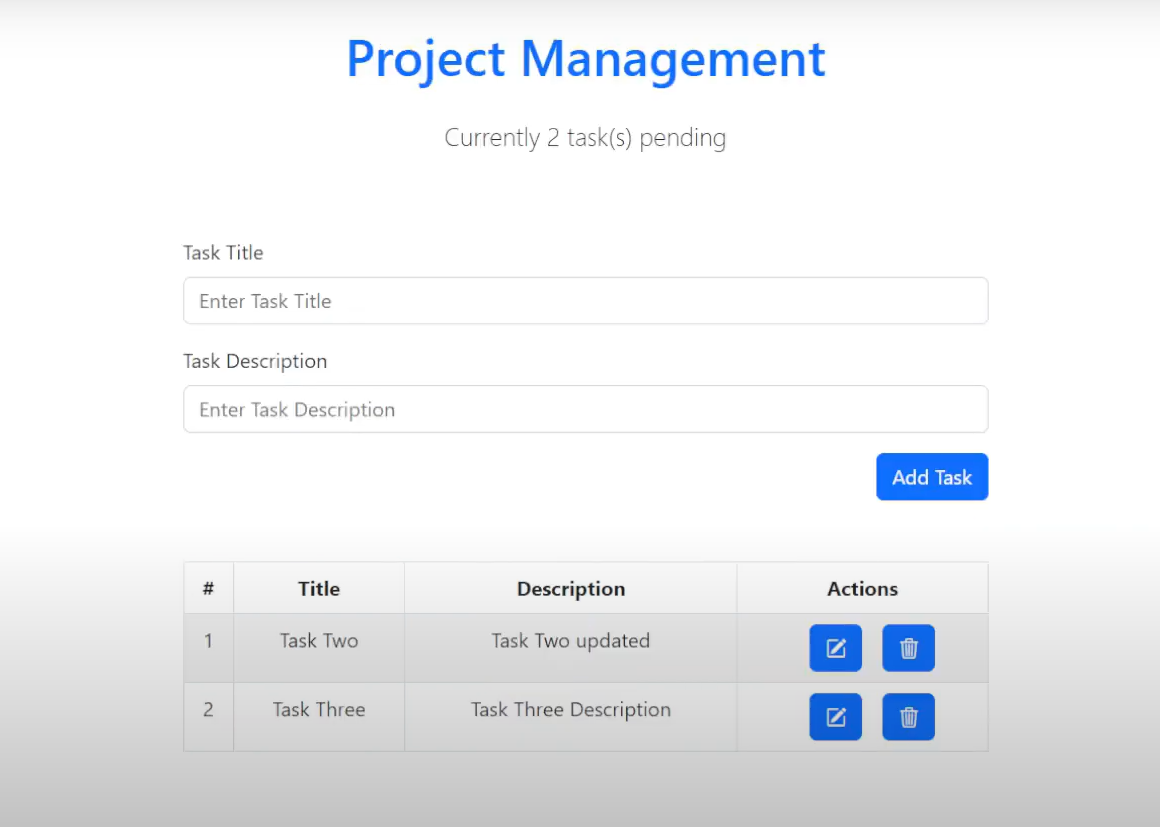 Project Management
Currently 2 task(s) pending
Task Title
Enter Task Title
Task Description
Enter Task Description
Add Task
# Title Description Actions
1 Task Two Task Two updated
2 Task Three Task Three Description